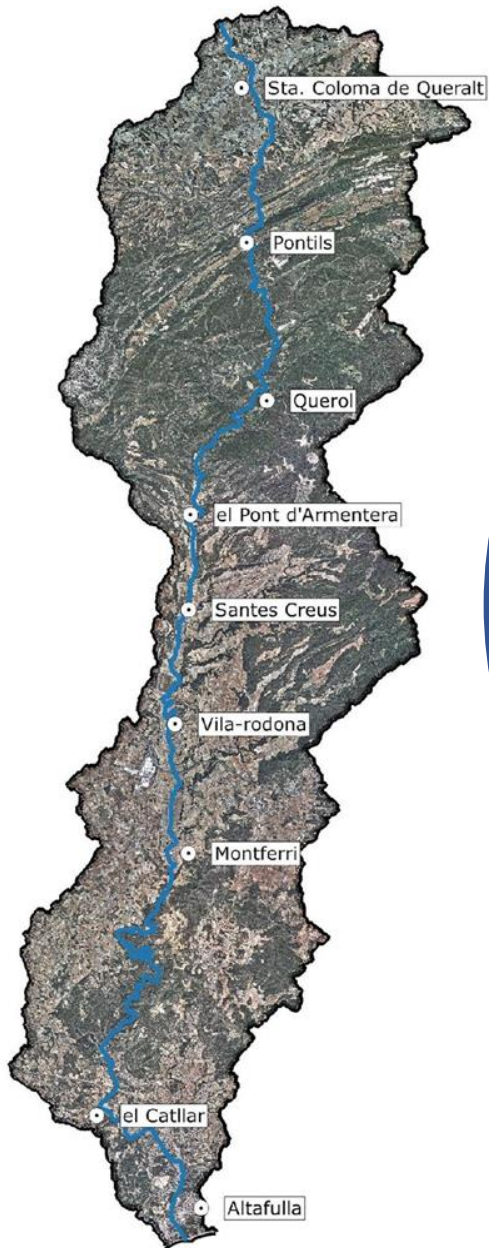 Sta. Coloma de Queralt
Pontils
Querol
el Pont d'Armentera
Santes Creus
Vila-rodona
Montferri
el Catllar
Altafulla